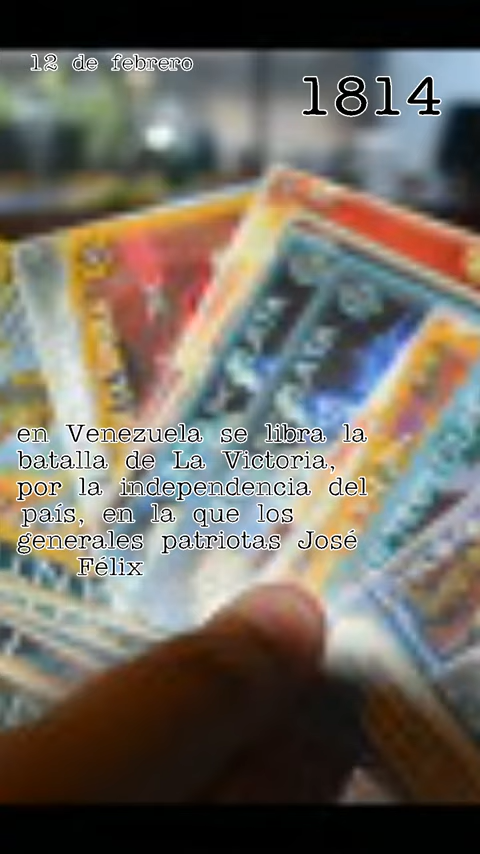 12 de febrero
1814
en Venezuela se libra la
batalla de La Victoria,
por la independencia del
país, en la que los
generales patriotas José
Félix